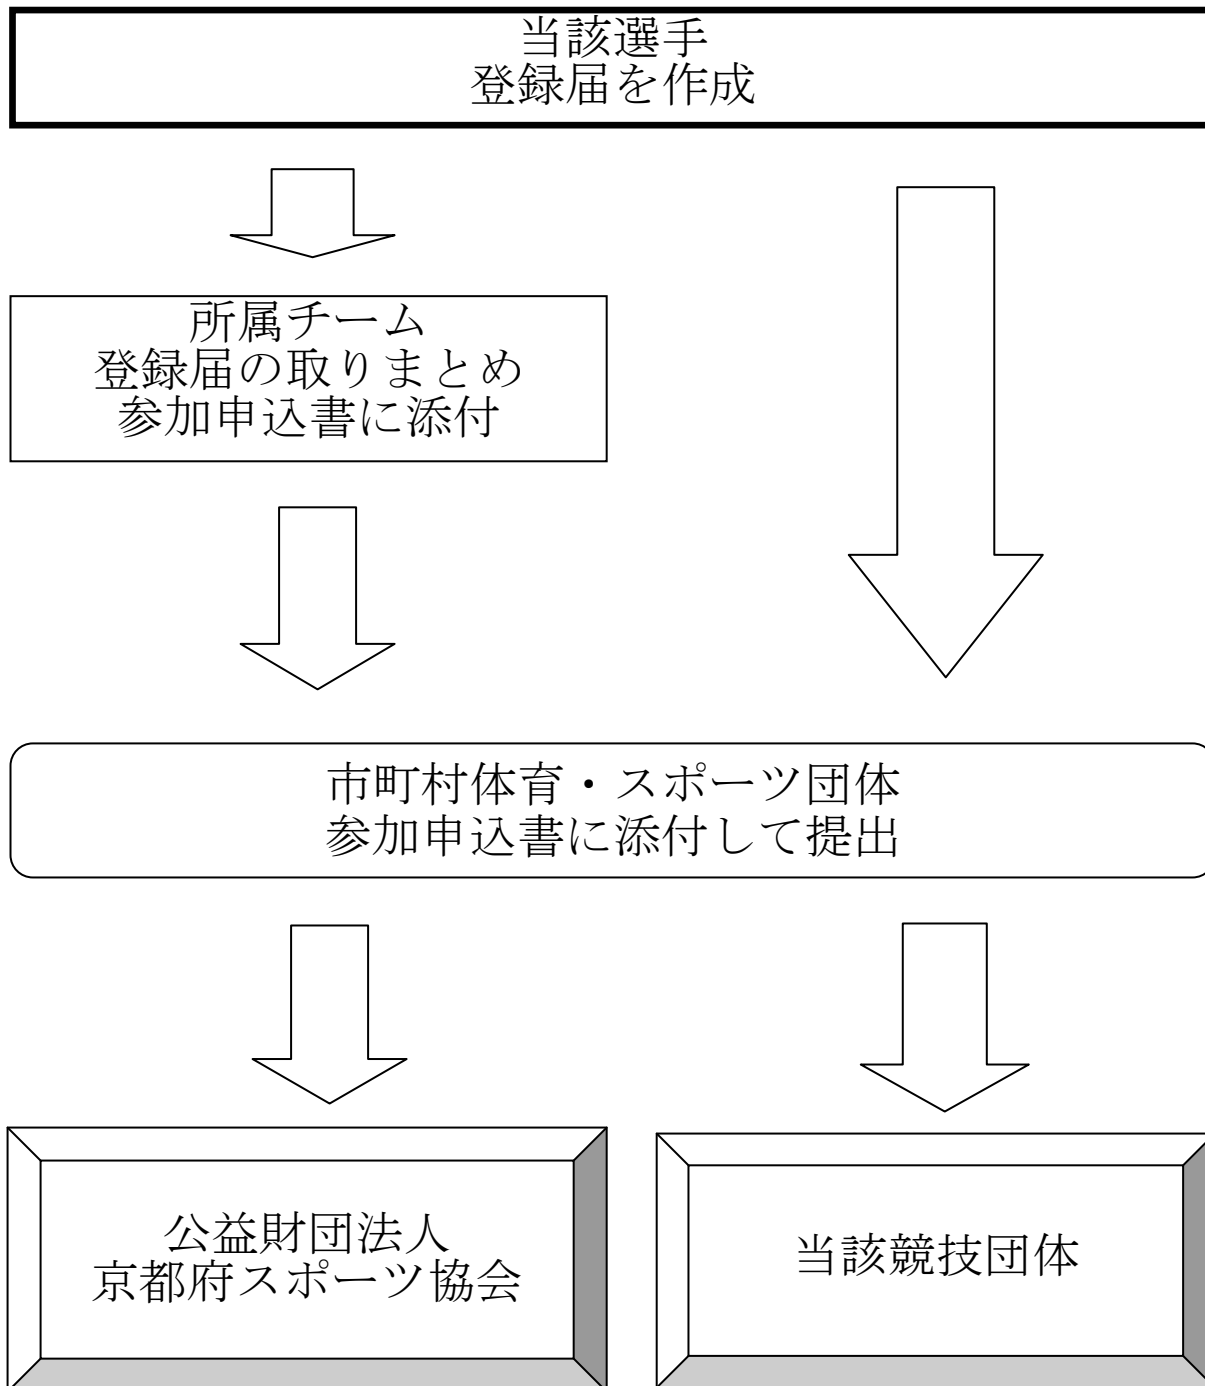 当該選手
登録届を作成
所属チーム
登録届の取りまとめ
参加申込書に添付
市町村体育・スポーツ団体
参加申込書に添付して提出
公益財団法人
京都府スポーツ協会
当該競技団体